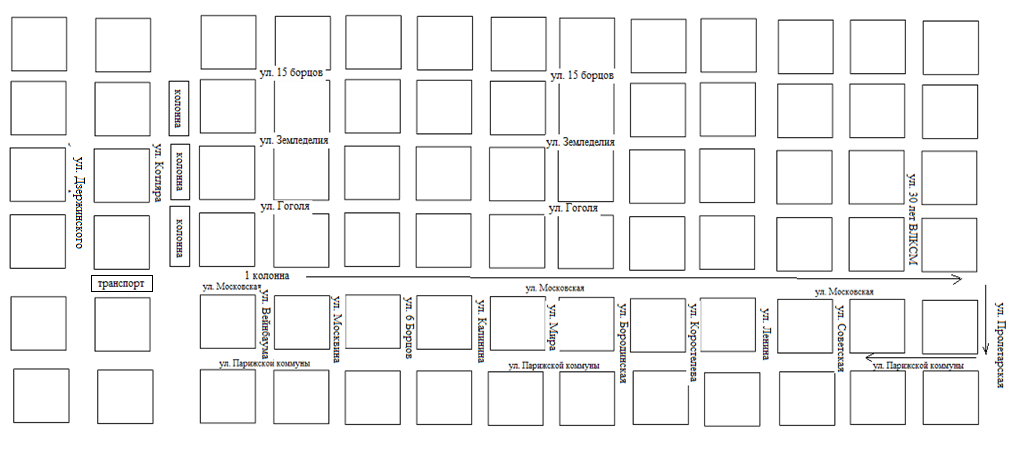 ул. 15 борцов
ул. 15 борцов
колонна
ул. Земледелия
ул. Земледелия
колонна
ул. Котляра
ул. Дзержинского
ул. 30 лет ВЛКСМ
ул. Гоголя
ул. Гоголя
колонна
1 колонна
транспорт
ул. Московская
ул. Московская
ул. Московская
ул. Вейнбаума
ул. Москвина
ул. 6 Борцов
ул. Калинина
ул. Мира
ул. Бородинская
ул. Коростелева
ул. Ленина
ул. Советская
ул. Пролетарская
ул. Парижской коммуны
ул. Парижской коммуны
ул. Парижской коммуны